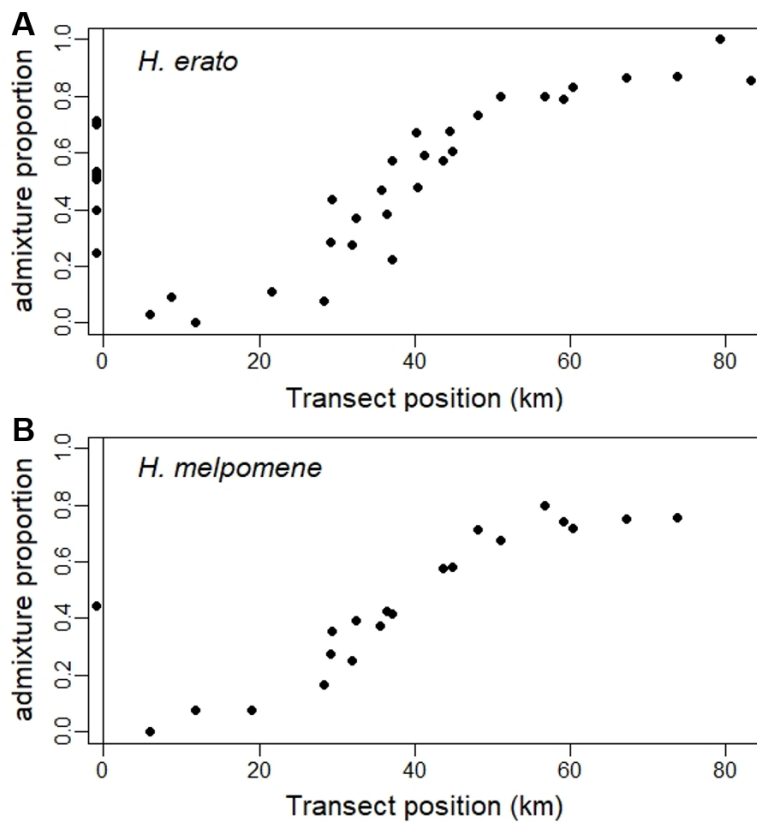 A
H. erato
admixture proportion
1.0
0.8
0.6
0.4
0.2
0.0
0 20 40 60 80
Transect position (km)
B
H. melpomene
admixture proportion
1.0
0.8
0.6
0.4
0.2
0.0
0 20 40 60 80
Transect position (km)